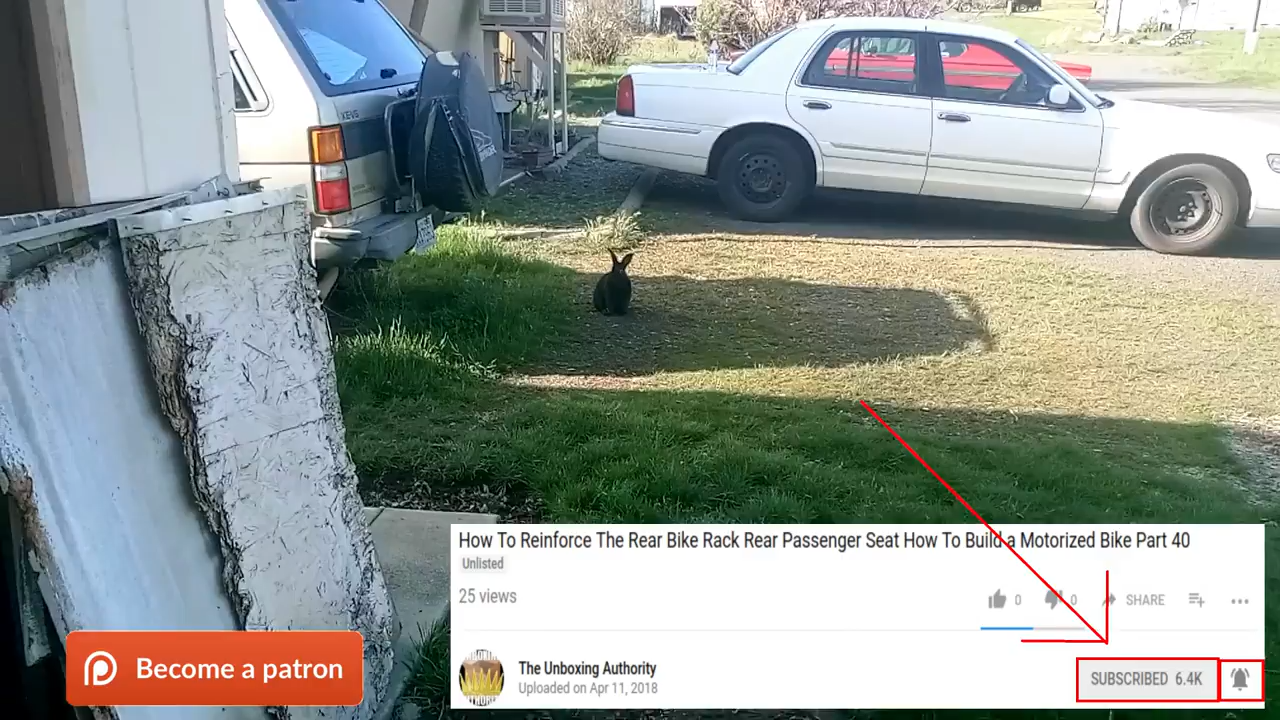 XEV6
How To Reinforce The Rear Bike Rack Rear Passenger Seat How To Build a Motorized Bike Part 40
Unlisted
25 views
0
0
SHARE
The Unboxing Authority
Uploaded on Apr 11, 2018
SUBSCRIBED 6.4K
Become a patron